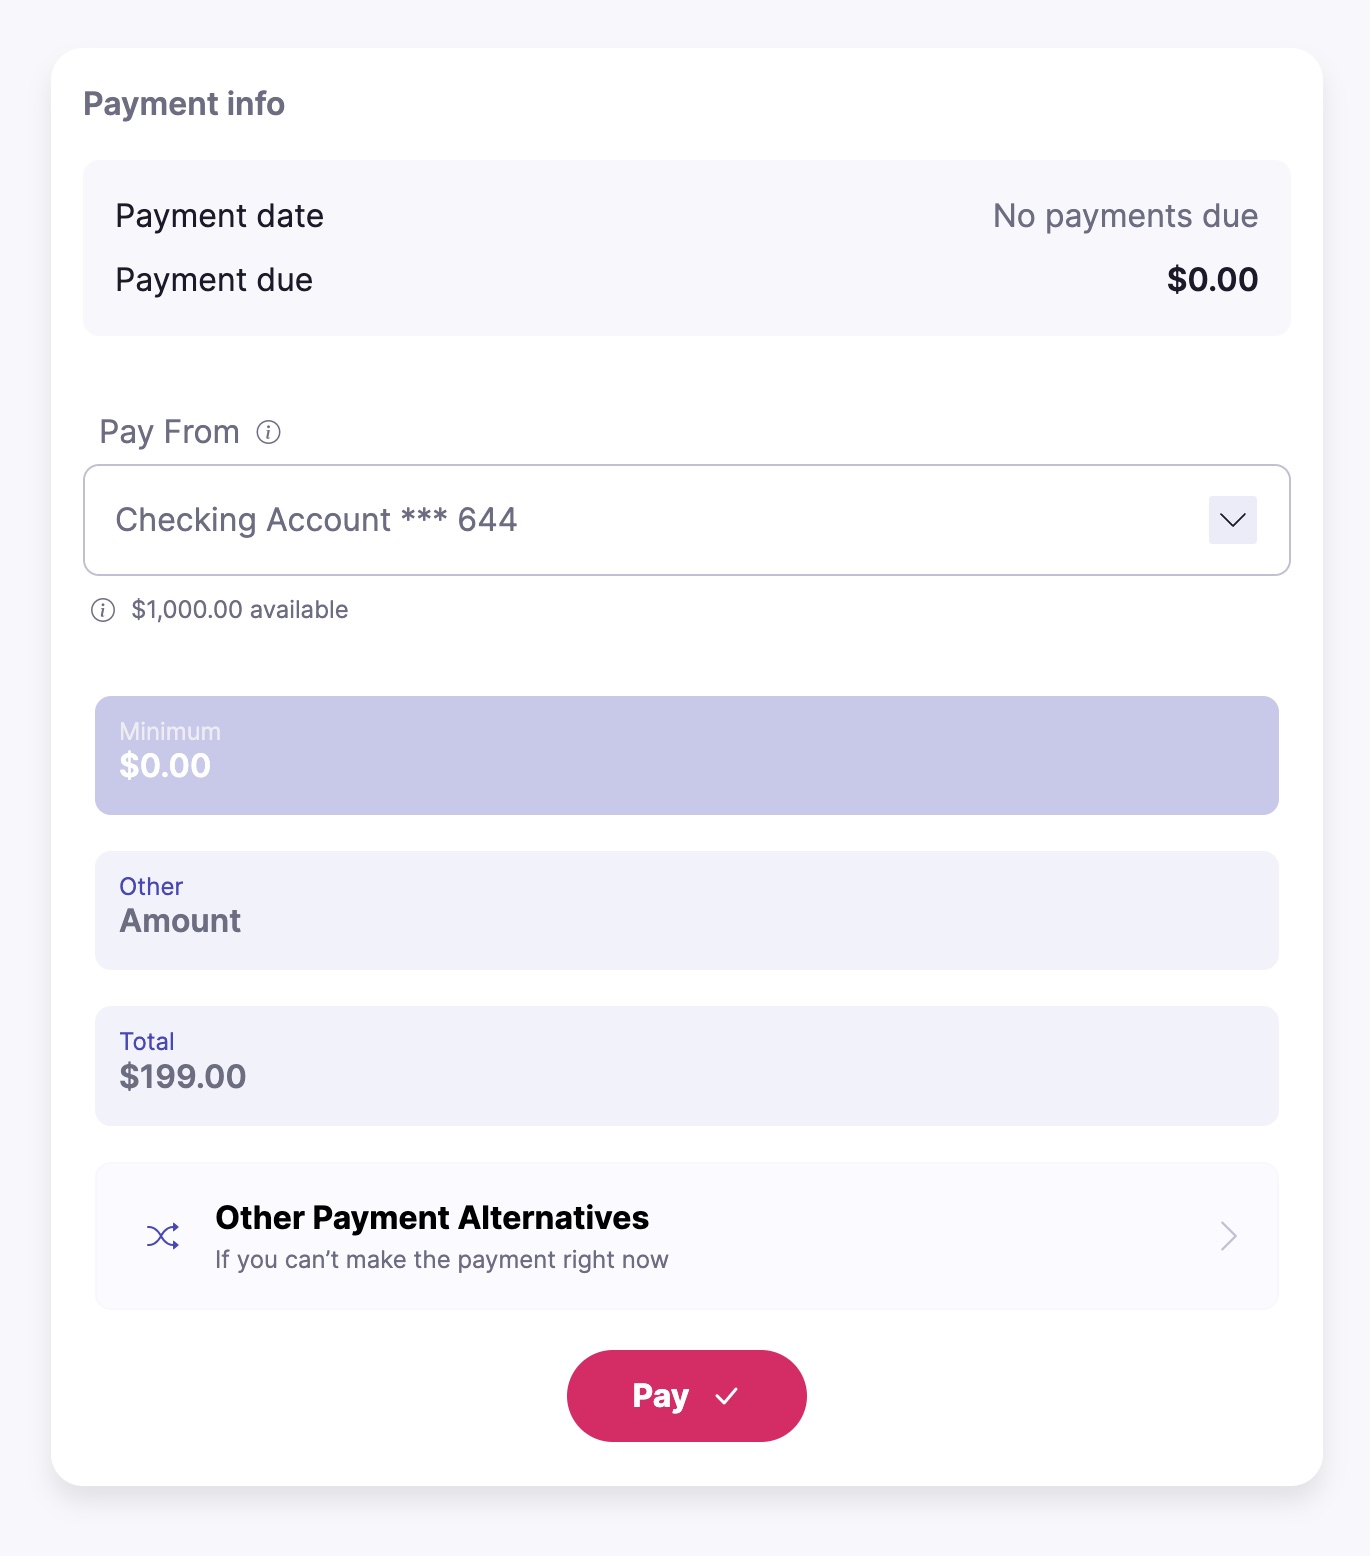 Payment info
Payment date No payments due
Payment due $0.00
Pay From
Checking Account *** 644
$1,000.00 available
Minimum
$0.00
Other
Amount
Total
$199.00
Other Payment Alternatives
If you can’t make the payment right now
Pay